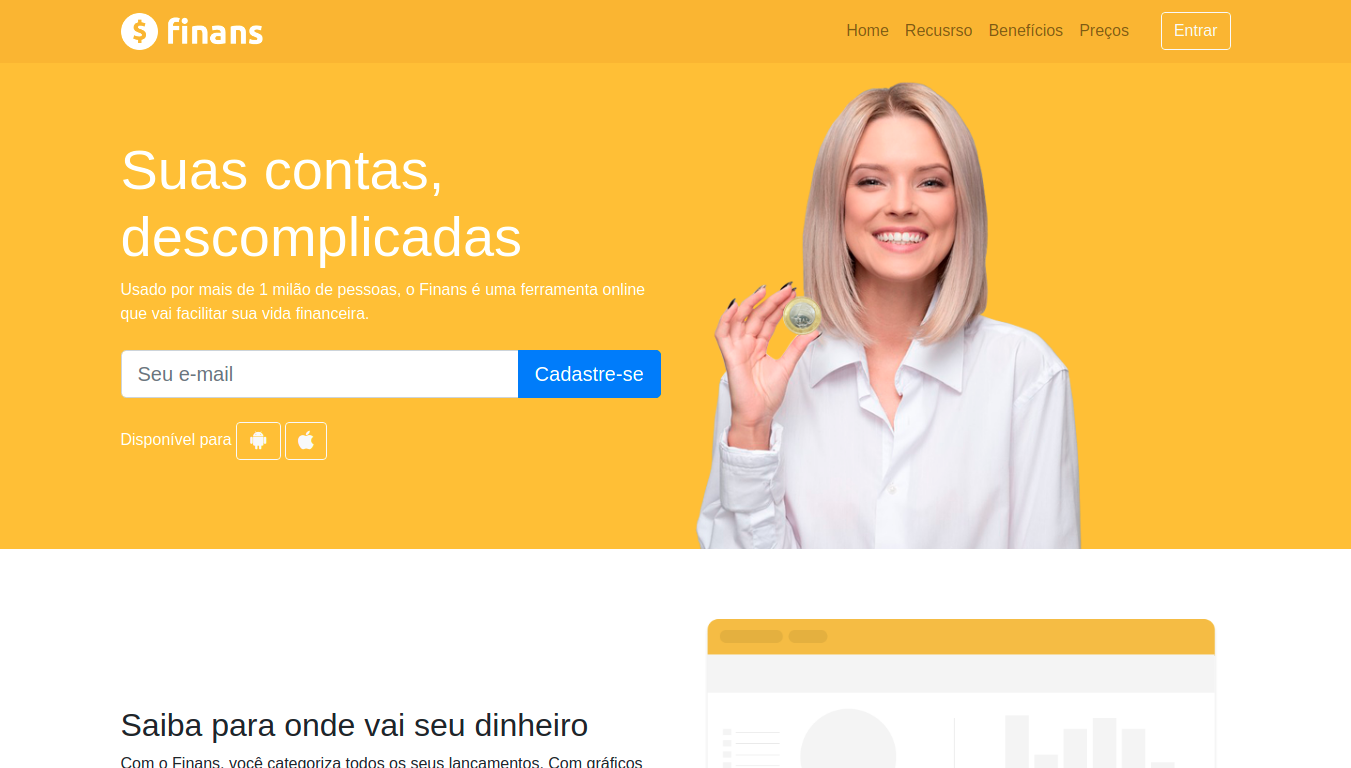 $ finans
Home Recusrso Benefícios Preços Entrar
Suas contas,
descomplicadas
Usado por mais de 1 milão de pessoas, o Finans é uma ferramenta online
que vai facilitar sua vida financeira.
Seu e-mail Cadastre-se
Disponível para
Saiba para onde vai seu dinheiro
Com o Finans, você categoriza todos os seus lançamentos. Com gráficos